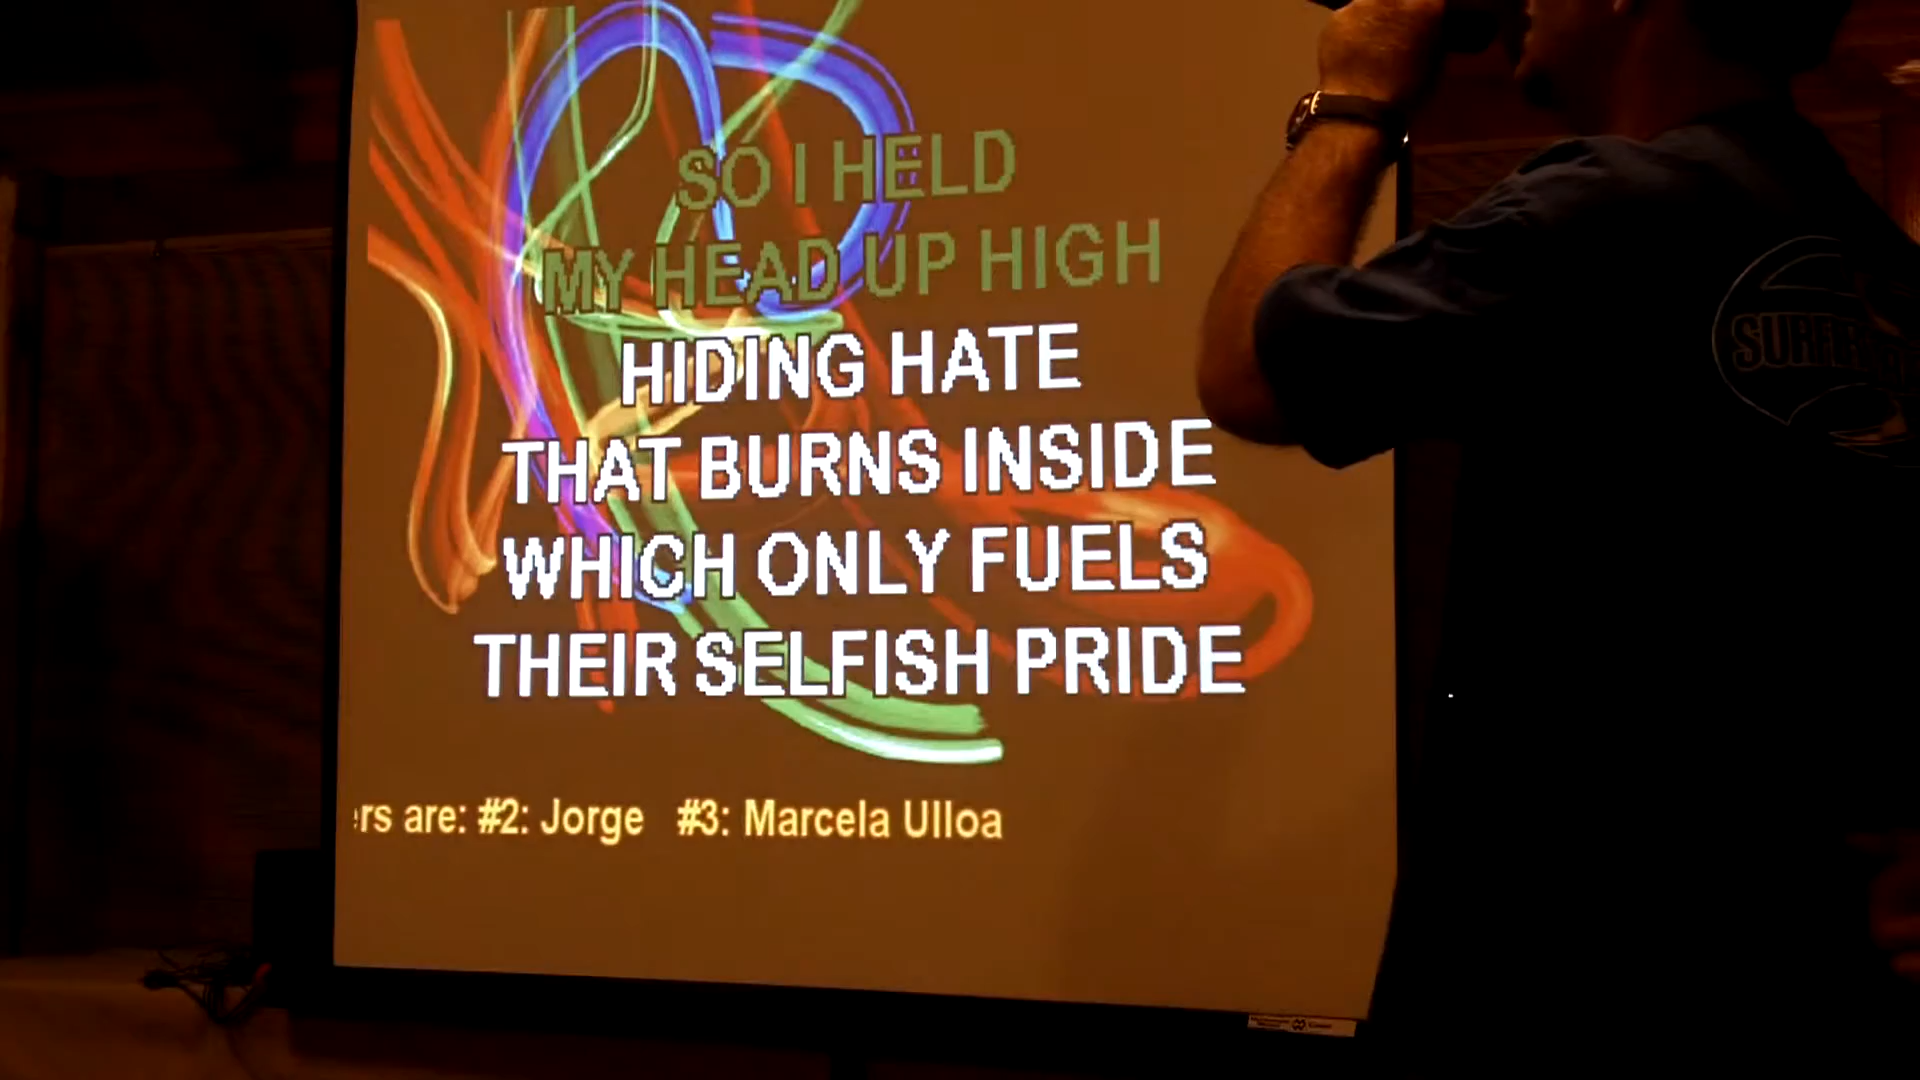 SO I HELD
MY HEAD UP HIGH
HIDING HATE
THAT BURNS INSIDE
WHICH ONLY FUELS
THEIR SELFISH PRIDE
ers are: #2: Jorge #3: Marcela Ulloa